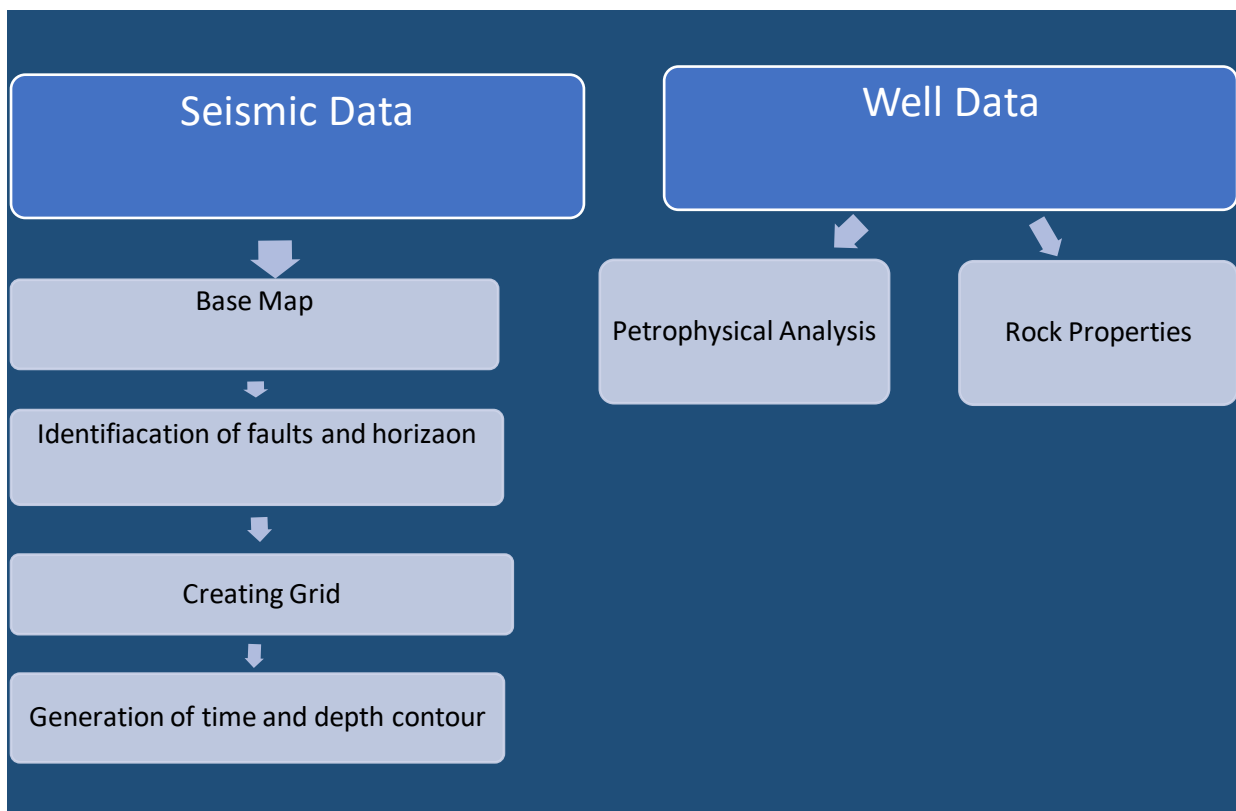 Seismic Data
Well Data
Base Map
Identifiacation of faults and horizaon
Creating Grid
Generation of time and depth contour
Petrophysical Analysis
Rock Properties